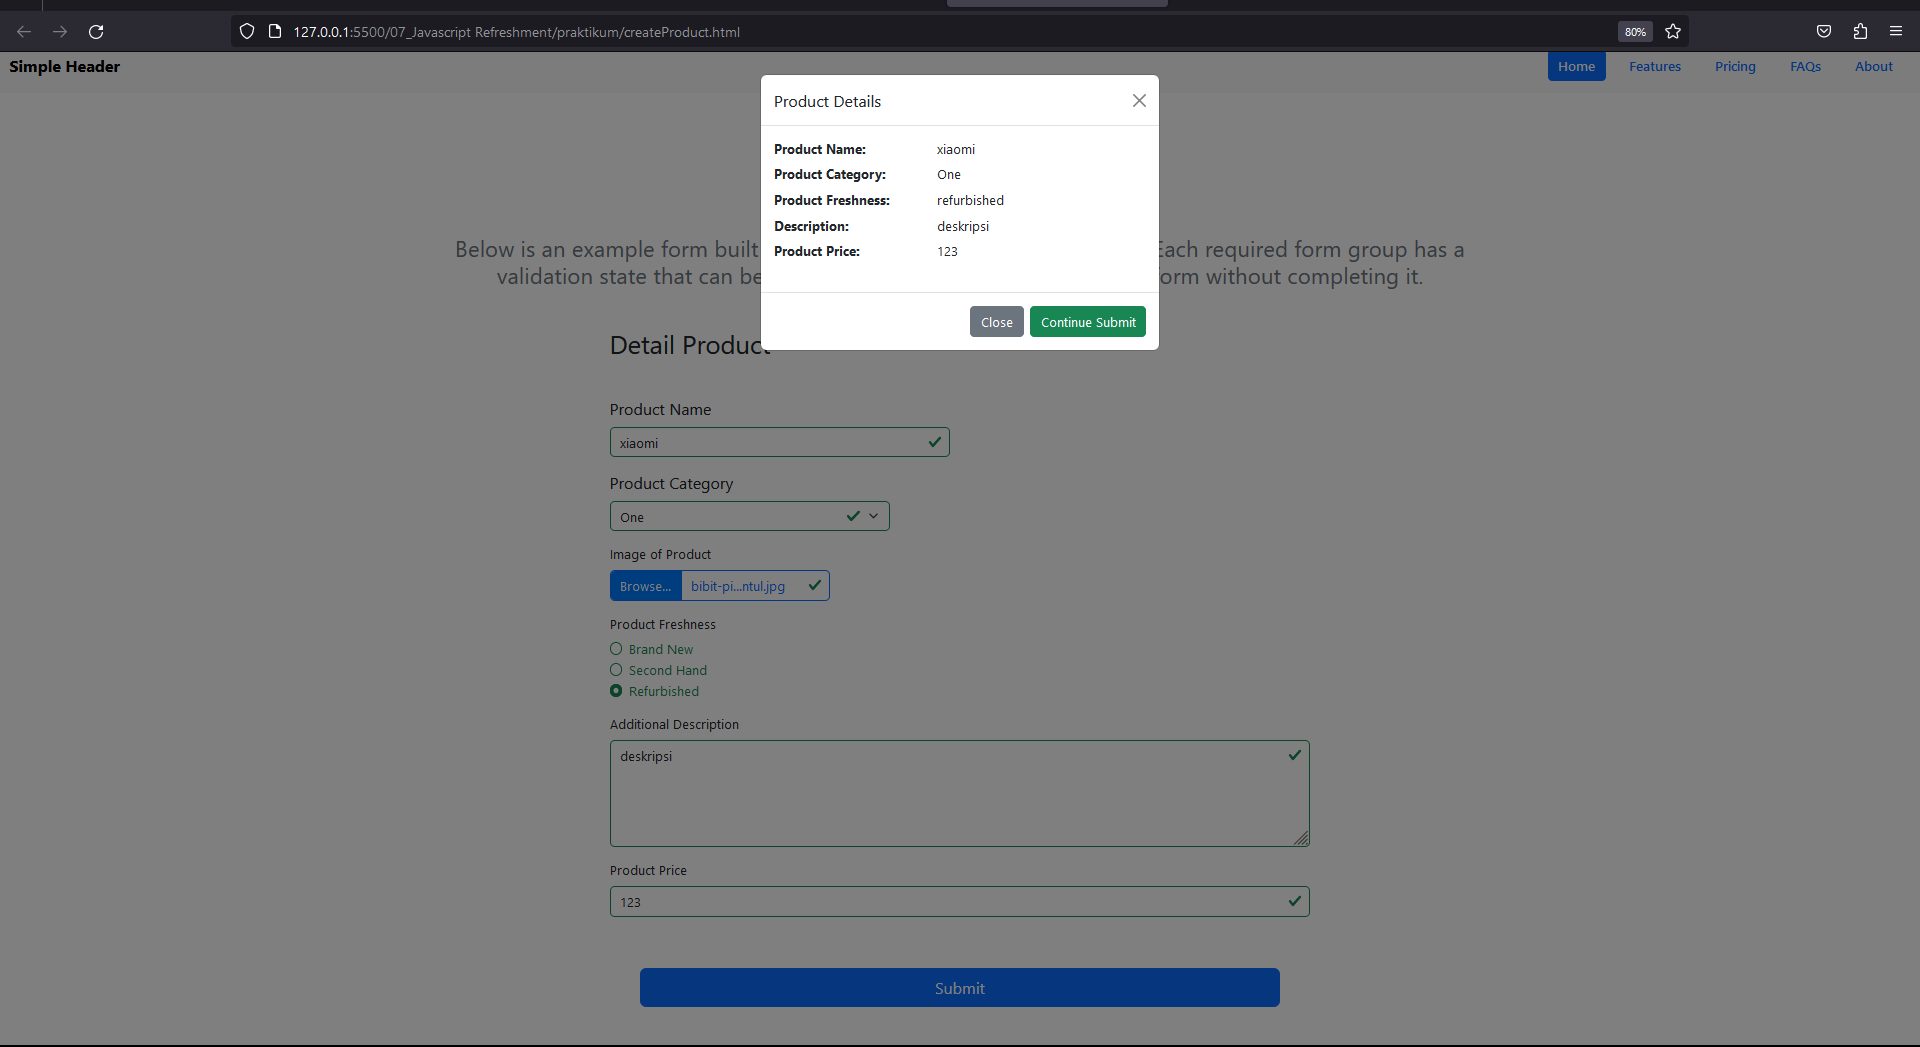 127.0.0.1:5500/07_Javascript Refreshment/praktikum/createProduct.html
80%
Simple Header
Home
Features
Pricing
FAQs
About
Product Details
Product Name: xiaomi
Product Category: One
Product Freshness: refurbished
Description: deskripsi
Product Price: 123
Close
Continue Submit
Below is an example form built Each required form group has a
validation state that can be form without completing it.
Detail Product
Product Name
xiaomi
Product Category
One
Image of Product
Browse... bibit-pi...ntul.jpg
Product Freshness
Brand New
Second Hand
Refurbished
Additional Description
deskripsi
Product Price
123
Submit